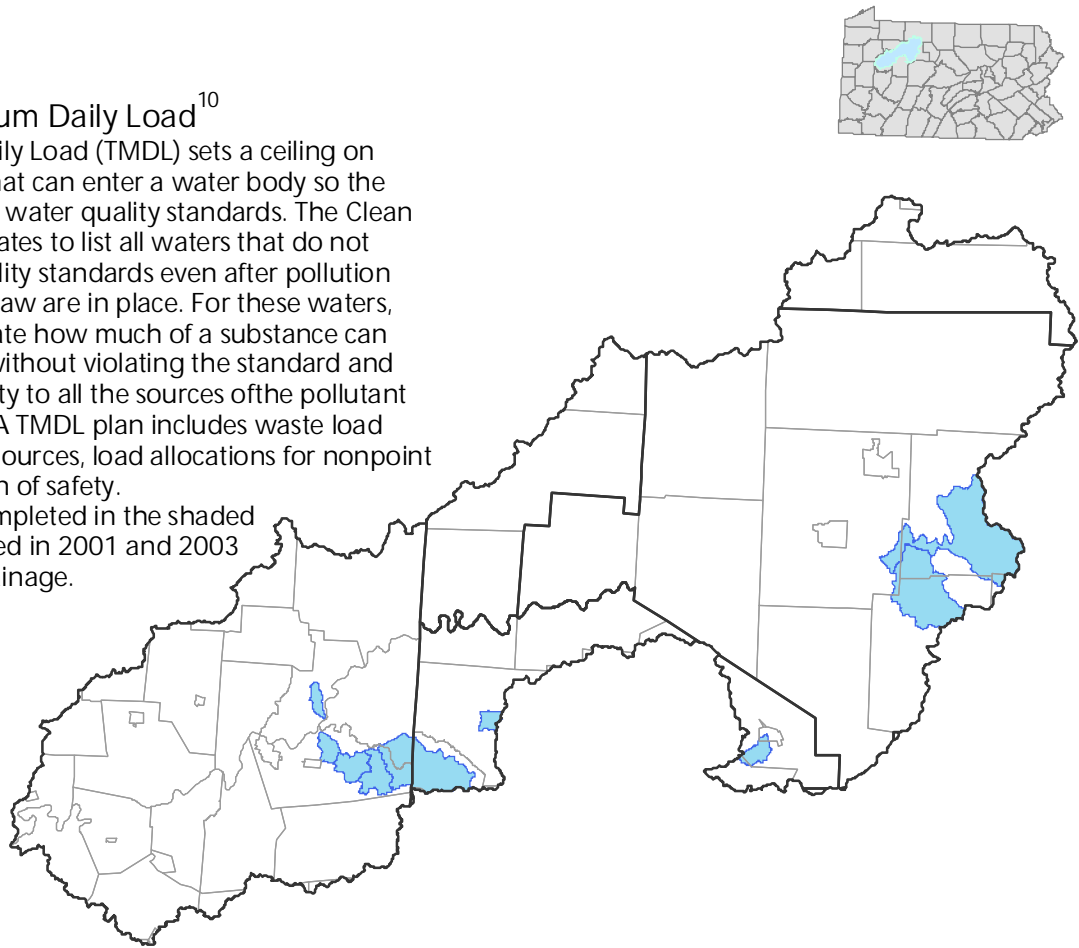 um Daily Load10
ily Load (TMDL) sets a ceiling on
hat can enter a water body so the
water quality standards. The Clean
ates to list all waters that do not
lity standards even after pollution
aw are in place. For these waters,
ate how much of a substance can
without violating the standard and
ty to all the sources ofthe pollutant
A TMDL plan includes waste load
ources, load allocations for nonpoint
n of safety.
mpleted in the shaded
ed in 2001 and 2003
inage.